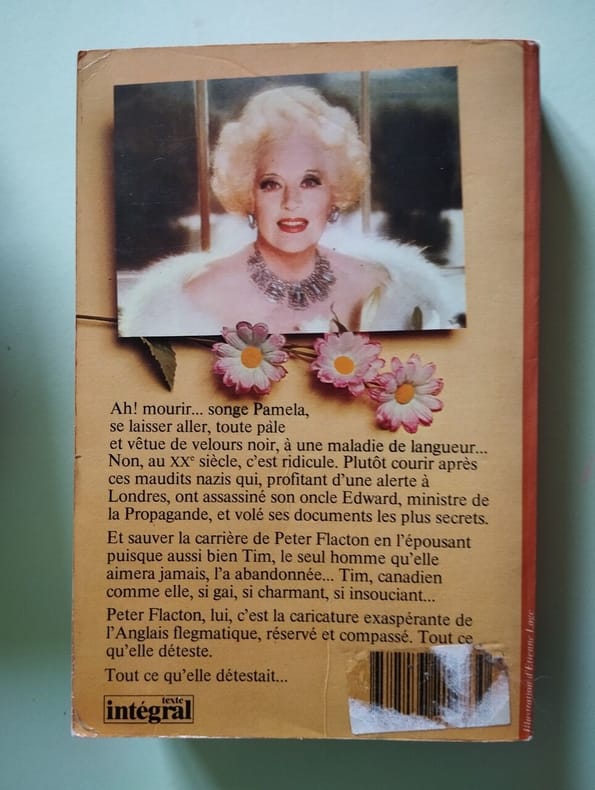 Ah! mourir... songe Pamela,
se laisser aller, toute pâle
et vêtue de velours noir, à une maladie de langueur...
Non, au XXᵉ siècle, c'est ridicule. Plutôt courir après
ces maudits nazis qui, profitant d'une alerte à
Londres, ont assassiné son oncle Edward, ministre de
la Propagande, et volé ses documents les plus secrets.
Et sauver la carrière de Peter Flacton en l'épousant
puisque aussi bien Tim, le seul homme qu'elle
aimera jamais, l'a abandonnée... Tim, canadien
comme elle, si gai, si charmant, si insouciant...
Peter Flacton, lui, c'est la caricature exaspérante de
l'Anglais flegmatique, réservé et compassé. Tout ce
qu'elle déteste.
Tout ce qu'elle détestait...
texte
intégral
Illustration d'Etienne